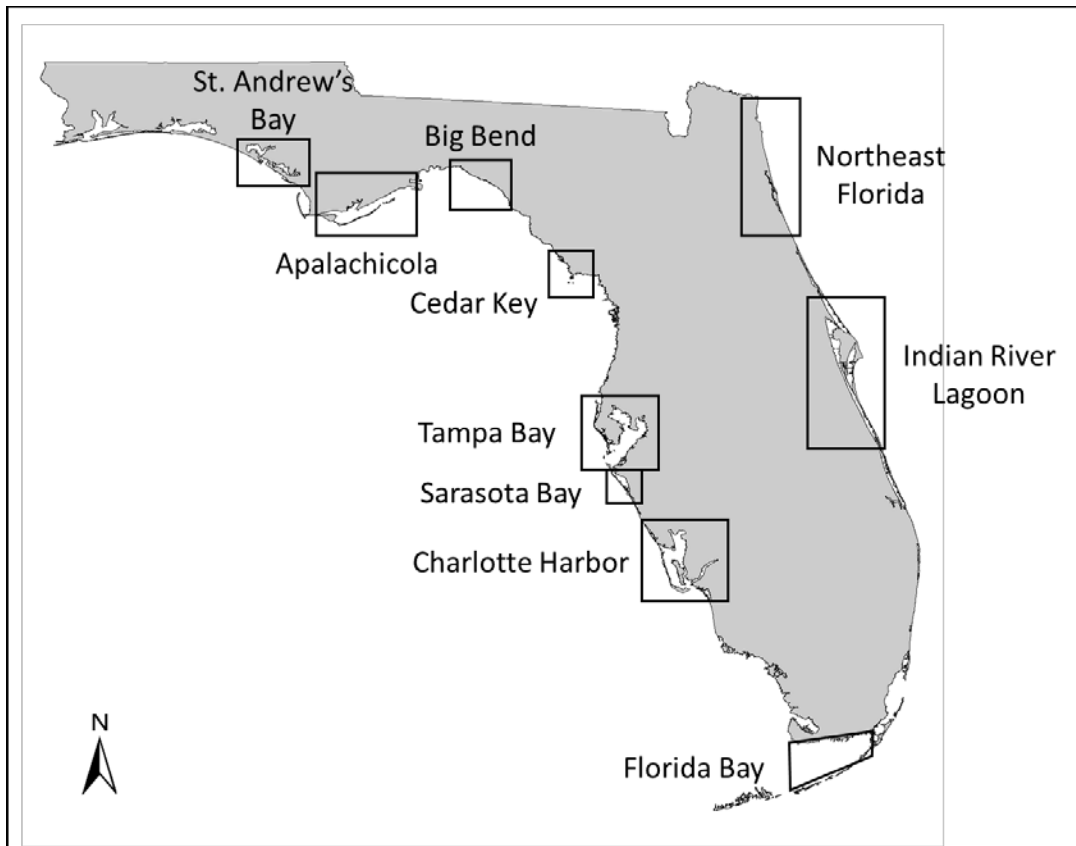 St. Andrew's
Bay
Big Bend
Northeast
Florida
Apalachicola
Cedar Key
Indian River
Lagoon
Tampa Bay
Sarasota Bay
Charlotte Harbor
N
Florida Bay